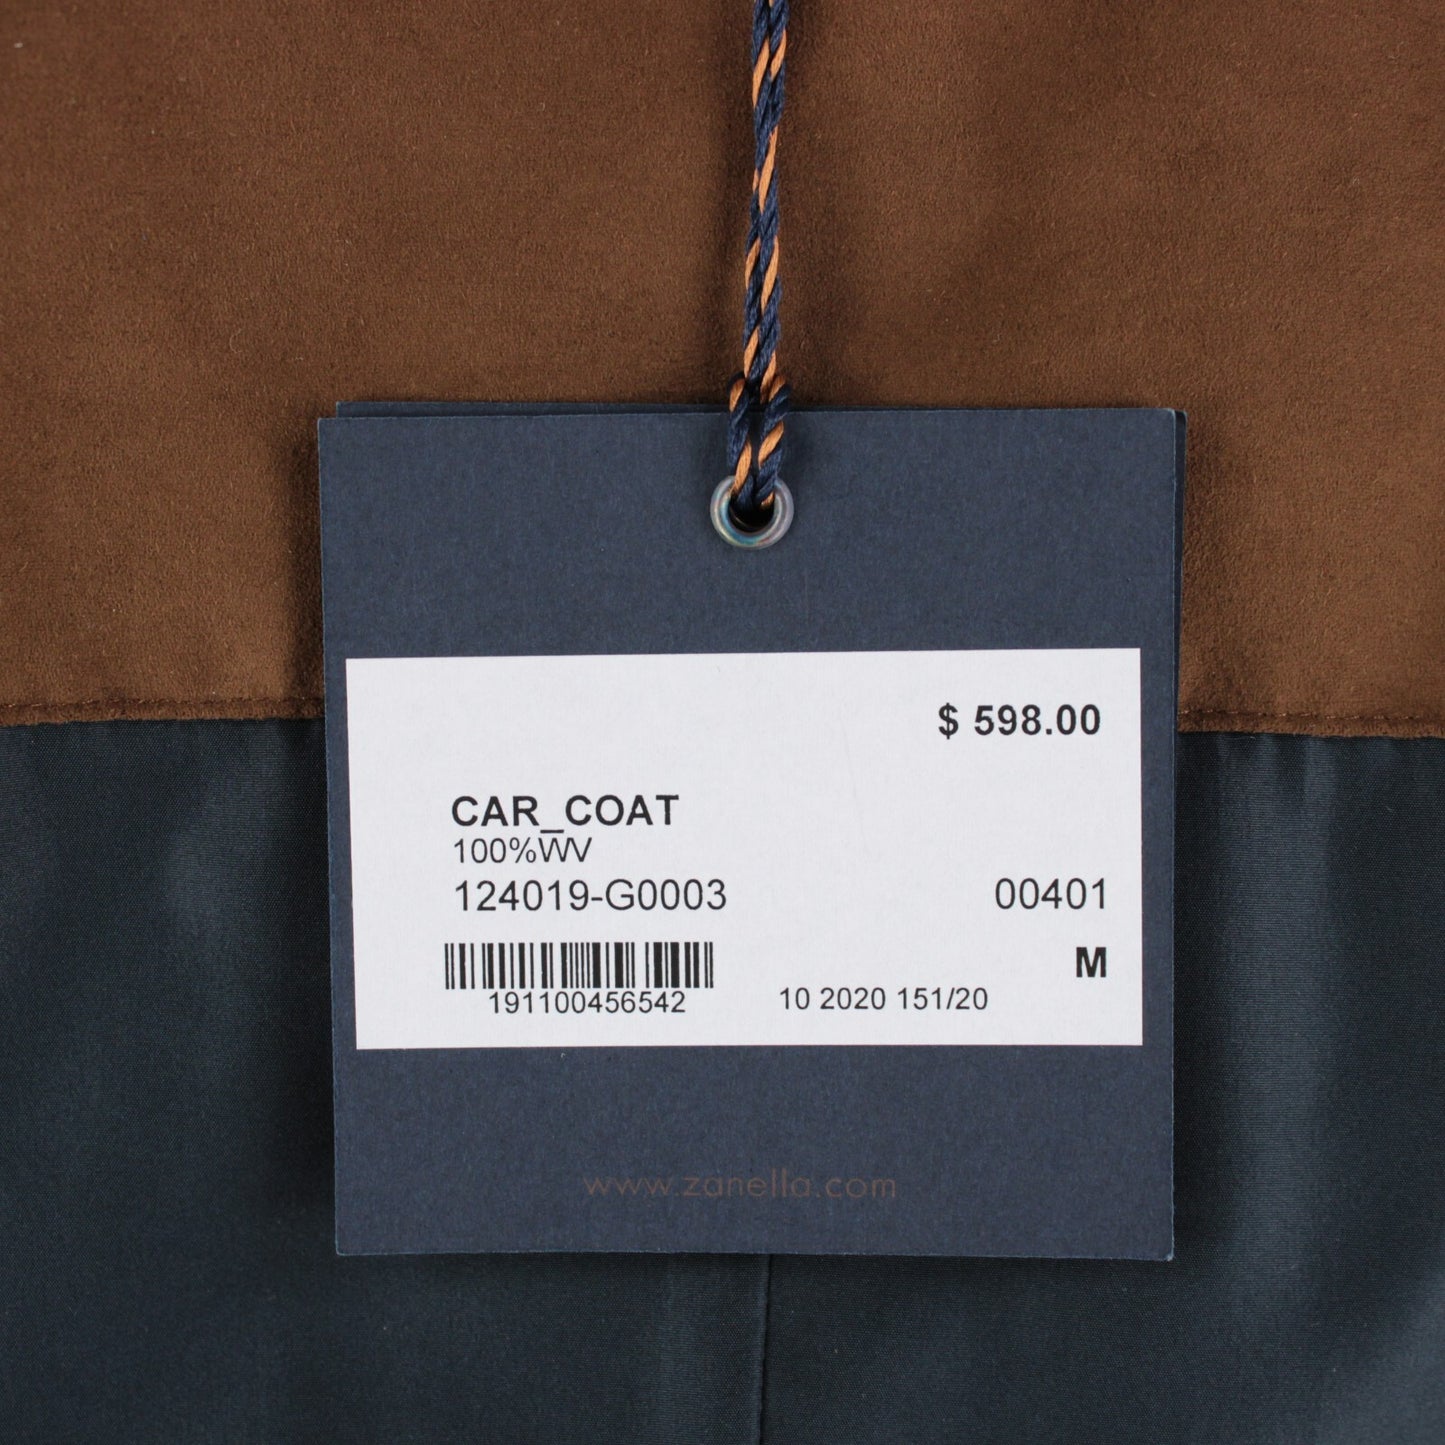 $ 598.00
CAR_COAT
100%WV
124019-G0003 00401
M
191100456542 10 2020 151/20
www.zanella.com